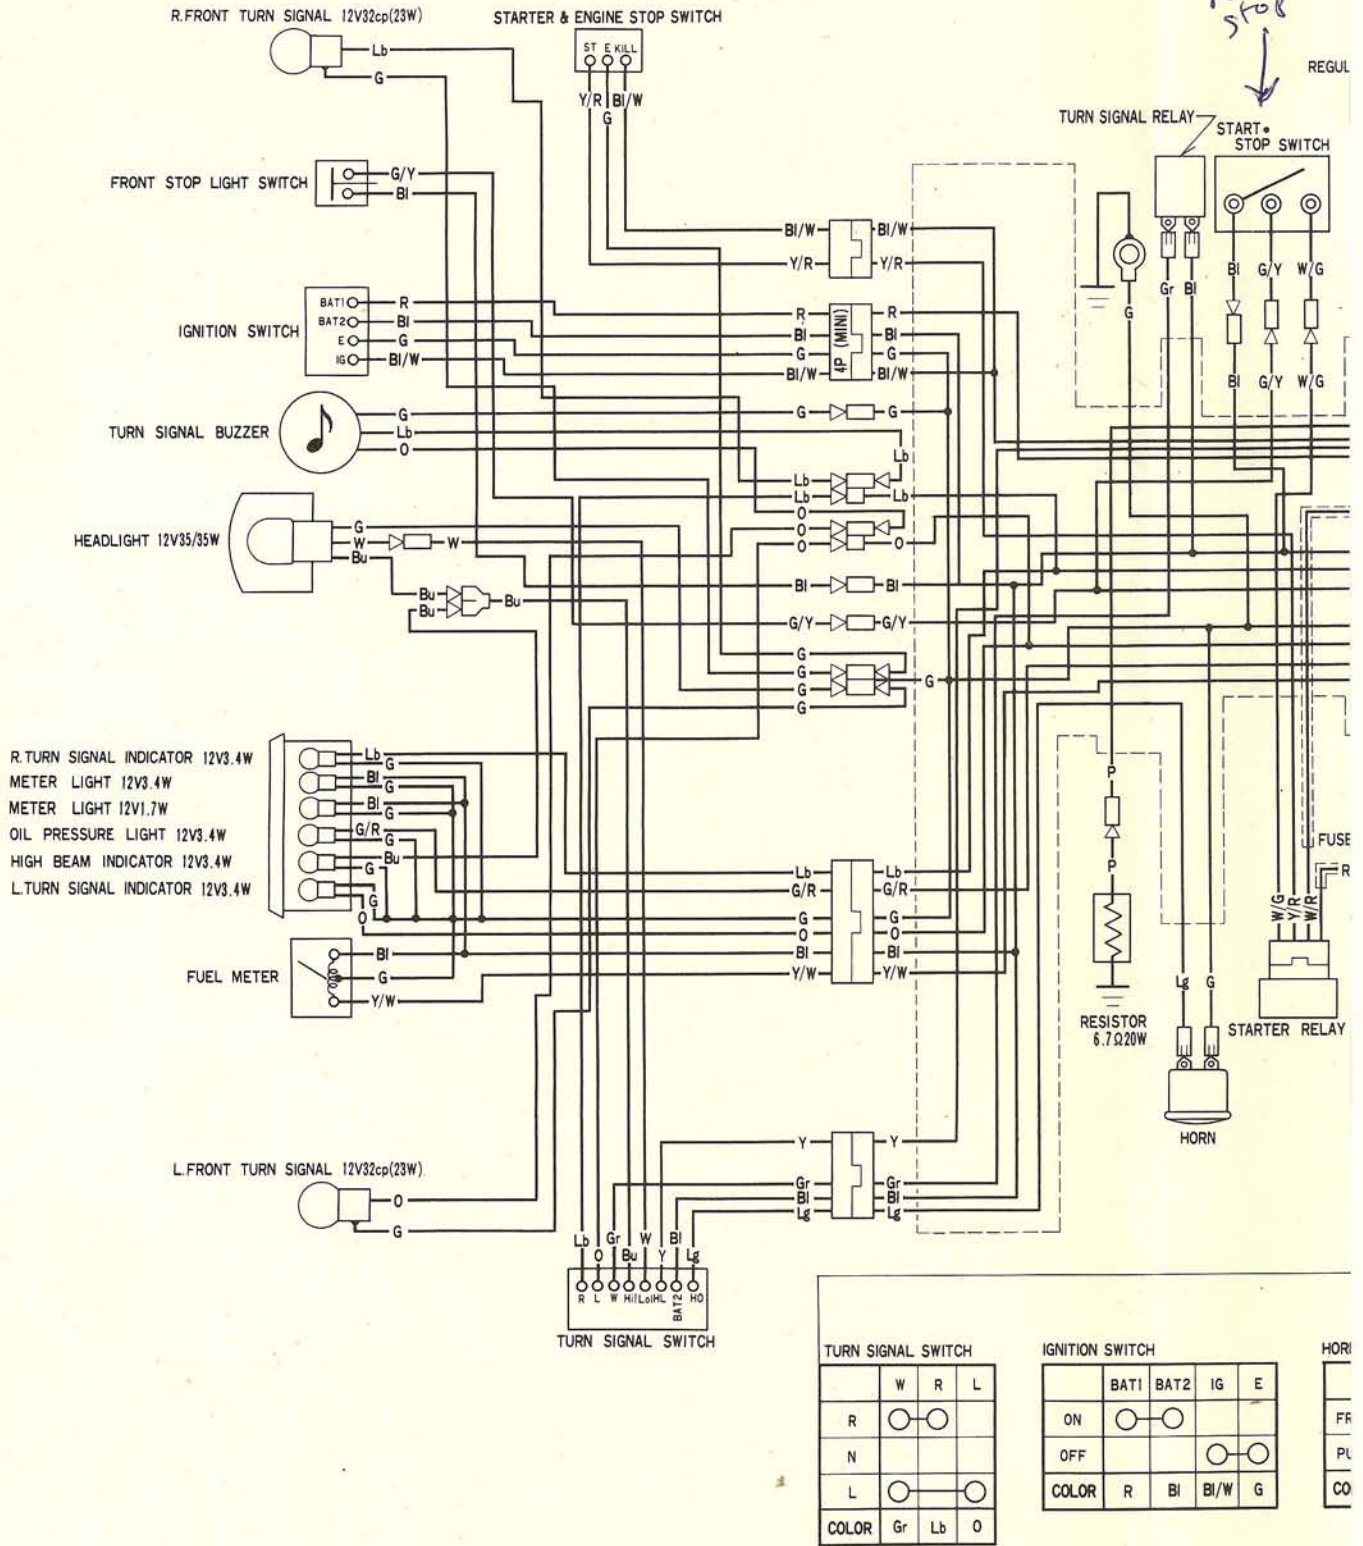 R.FRONT TURN SIGNAL 12V32cp(23W)
STARTER & ENGINE STOP SWITCH
ST E KILL
Y/R Bl/W
G
Lb
G
STOP
REGUL
TURN SIGNAL RELAY
START•
STOP SWITCH
FRONT STOP LIGHT SWITCH
G/Y
Bl
Bl/W Bl/W
Y/R Y/R
Bl G/Y W/G
Gr Bl
G
IGNITION SWITCH
BAT1 R
BAT2 Bl
E G
IG Bl/W
4P (MINI)
R R
Bl Bl
G G
Bl/W Bl/W
Bl G/Y W/G
TURN SIGNAL BUZZER
G
Lb
O
G G
Lb
Lb
Lb Lb
O
O
O O
HEADLIGHT 12V35/35W
G
W W
Bu
Bu Bu
Bu
Bl Bl
G/Y G/Y
G
G
G
G
G
R.TURN SIGNAL INDICATOR 12V3.4W
METER LIGHT 12V3.4W
METER LIGHT 12V1.7W
OIL PRESSURE LIGHT 12V3.4W
HIGH BEAM INDICATOR 12V3.4W
L.TURN SIGNAL INDICATOR 12V3.4W
Lb
G
Bl
G
Bl
G
G/R
G
Bu
G
G
O
P
P
FUSE
R
Lb Lb
G/R G/R
G G
O O
Bl Bl
Y/W Y/W
W/G Y/R W/R
FUEL METER
Bl
G
Y/W
Lg G
RESISTOR
6.7Ω20W
STARTER RELAY
HORN
L.FRONT TURN SIGNAL 12V32cp(23W)
O
G
Y Y
Gr Gr
Bl Bl
Lg Lg
Lb O Gr Bu W Y Bl Lg
R L W Hi Lo HL BAT2 HO
TURN SIGNAL SWITCH
TURN SIGNAL SWITCH
W R L
R
N
L
COLOR Gr Lb O
IGNITION SWITCH
BAT1 BAT2 IG E
ON
OFF
COLOR R Bl Bl/W G
HOR
FR
PU
CO